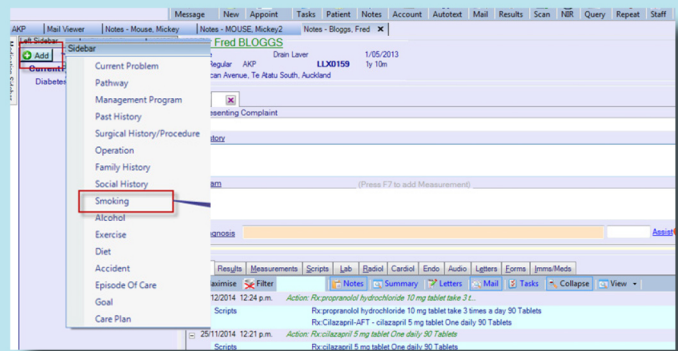 Message New Appoint Tasks Patient Notes Account Autotext Mail Results Scan NIR Query Repeat Staff
AKP Mail Viewer Notes - Mouse, Mickey Notes - MOUSE, Mickey2 Notes - Bloggs, Fred X
Left Sidebar
Add
Sidebar
Current
Diabete
Current Problem
Pathway
Management Program
Past History
Surgical History/Procedure
Operation
Family History
Social History
Smoking
Alcohol
Exercise
Diet
Accident
Episode Of Care
Goal
Care Plan
Fred BLOGGS
Drain Laver 1/05/2013
Regular AKP LLX0159 1y 10m
can Avenue, Te Atatu South, Auckland
esenting Complaint
story
am (Press F7 to add Measurement)
agnosis Assist
Results Measurements Scripts Lab Radiol Cardiol Endo Audio Letters Forms Imms/Meds
aximise Filter Notes Summary Letters Mail Tasks Collapse View
12/2014 12:24 p.m. Action: Rx:propranolol hydrochloride 10 mg tablet take 3 t...
Scripts Rx:propranolol hydrochloride 10 mg tablet take 3 times a day 90 Tablets
Rx:Cilazapril-AFT - cilazapril 5 mg tablet One daily 90 Tablets
25/11/2014 12:21 p.m. Action: Rx:cilazapril 5 mg tablet One daily 90 Tablets
Scripts Rx:cilazapril 5 mg tablet One daily 90 Tablets